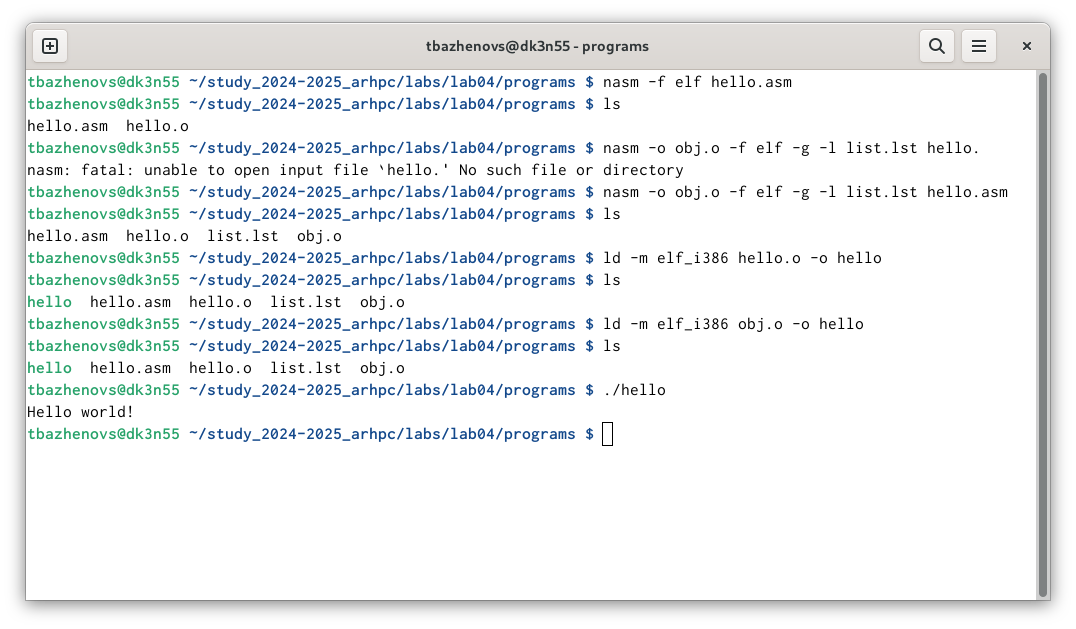 tbazhenovs@dk3n55 - programs
tbazhenovs@dk3n55 ~/study_2024-2025_arhpc/labs/lab04/programs $ nasm -f elf hello.asm
tbazhenovs@dk3n55 ~/study_2024-2025_arhpc/labs/lab04/programs $ ls
hello.asm  hello.o
tbazhenovs@dk3n55 ~/study_2024-2025_arhpc/labs/lab04/programs $ nasm -o obj.o -f elf -g -l list.lst hello.
nasm: fatal: unable to open input file `hello.' No such file or directory
tbazhenovs@dk3n55 ~/study_2024-2025_arhpc/labs/lab04/programs $ nasm -o obj.o -f elf -g -l list.lst hello.asm
tbazhenovs@dk3n55 ~/study_2024-2025_arhpc/labs/lab04/programs $ ls
hello.asm  hello.o  list.lst  obj.o
tbazhenovs@dk3n55 ~/study_2024-2025_arhpc/labs/lab04/programs $ ld -m elf_i386 hello.o -o hello
tbazhenovs@dk3n55 ~/study_2024-2025_arhpc/labs/lab04/programs $ ls
hello  hello.asm  hello.o  list.lst  obj.o
tbazhenovs@dk3n55 ~/study_2024-2025_arhpc/labs/lab04/programs $ ld -m elf_i386 obj.o -o hello
tbazhenovs@dk3n55 ~/study_2024-2025_arhpc/labs/lab04/programs $ ls
hello  hello.asm  hello.o  list.lst  obj.o
tbazhenovs@dk3n55 ~/study_2024-2025_arhpc/labs/lab04/programs $ ./hello
Hello world!
tbazhenovs@dk3n55 ~/study_2024-2025_arhpc/labs/lab04/programs $